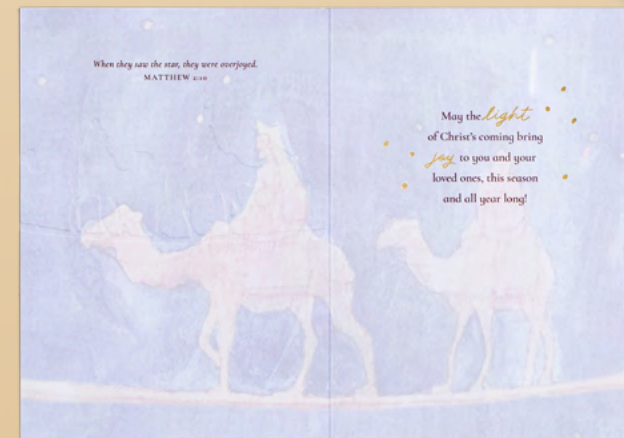 When they saw the star, they were overjoyed.
MATTHEW 2:10
May the light
of Christ's coming bring
joy to you and your
loved ones, this season
and all year long!